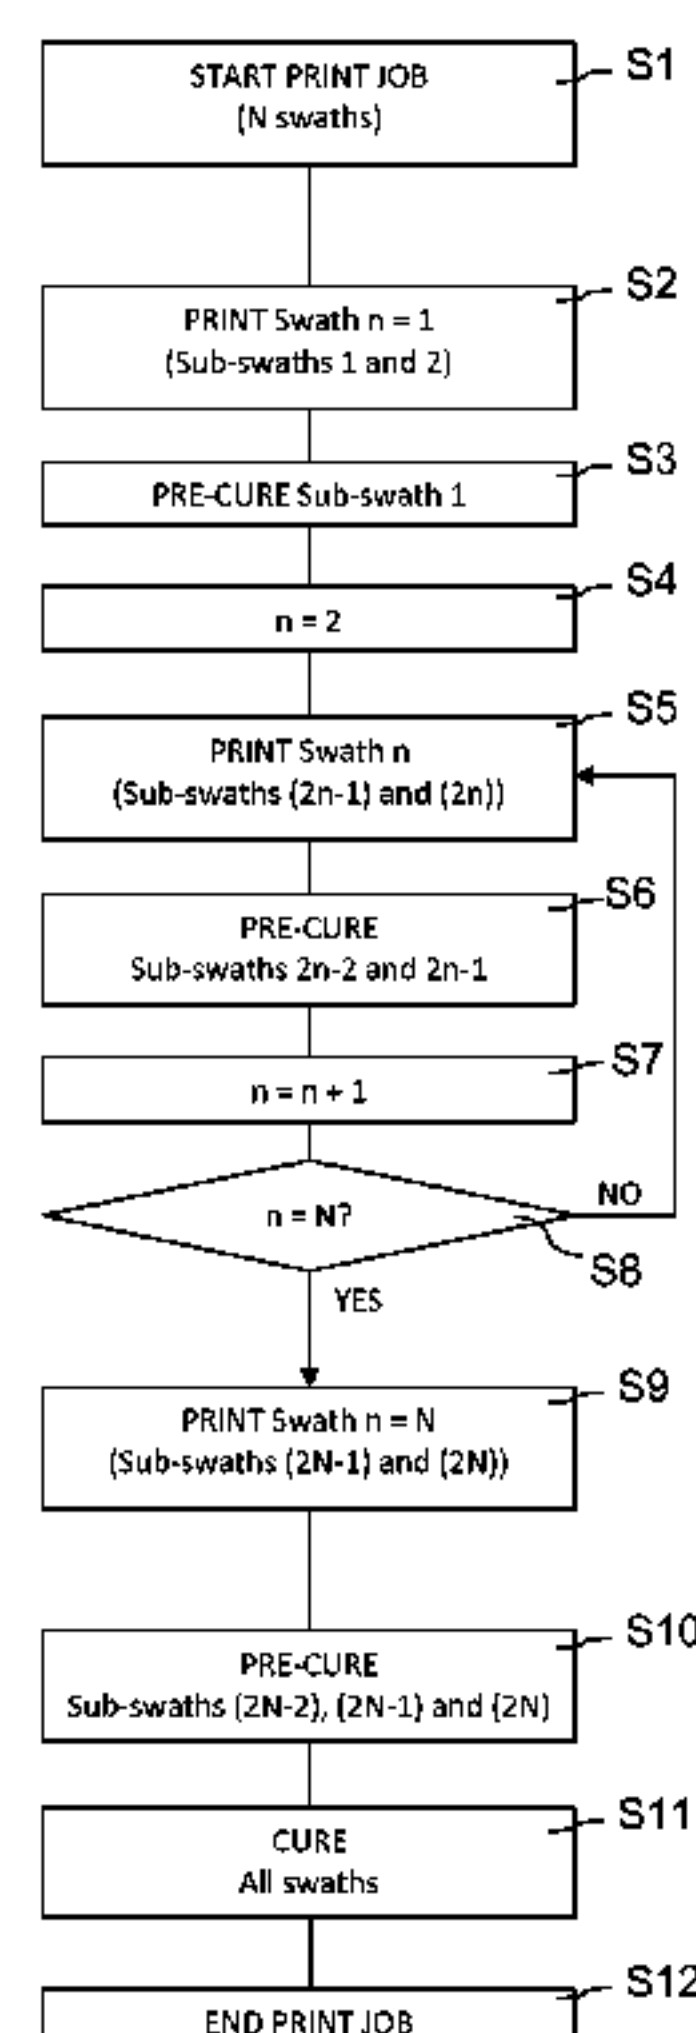 START PRINT JOB
(N swaths)
S1
PRINT Swath n = 1
(Sub-swaths 1 and 2)
S2
PRE-CURE Sub-swath 1
S3
n = 2
S4
PRINT Swath n
(Sub-swaths (2n-1) and (2n))
S5
PRE-CURE
Sub-swaths 2n-2 and 2n-1
S6
n = n + 1
S7
n = N?
NO
S8
YES
PRINT Swath n = N
(Sub-swaths (2N-1) and (2N))
S9
PRE-CURE
Sub-swaths (2N-2), (2N-1) and (2N)
S10
CURE
All swaths
S11
END PRINT JOB
S12